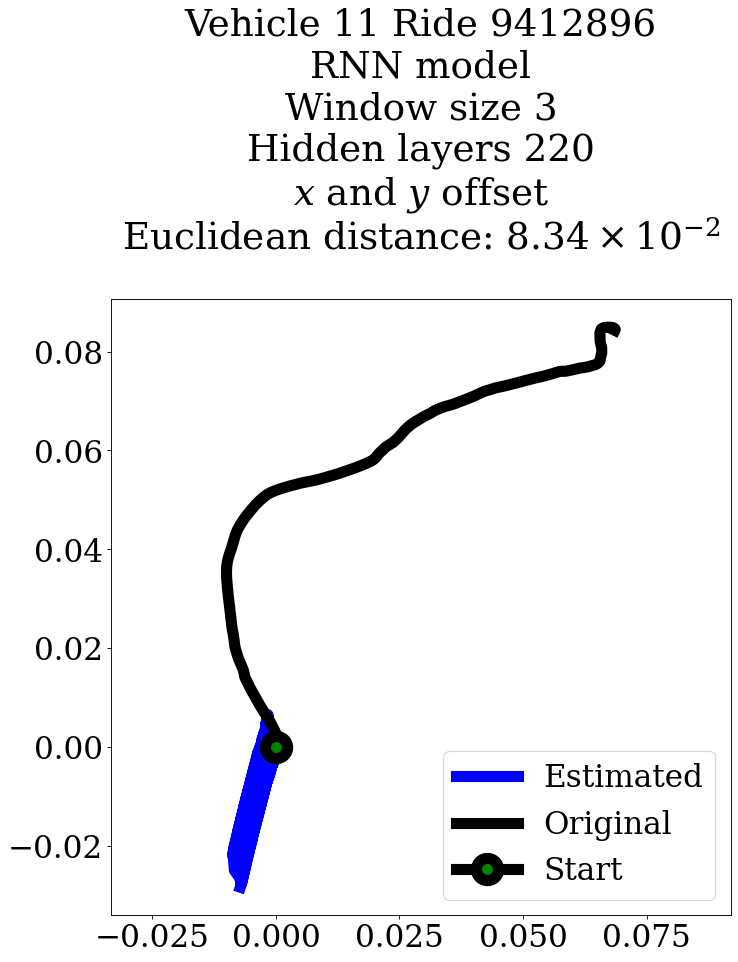 Vehicle 11 Ride 9412896
RNN model
Window size 3
Hidden layers 220
x and y offset
Euclidean distance: 8.34 × 10⁻²
0.08
0.06
0.04
0.02
0.00
−0.02
Estimated
Original
Start
−0.025 0.000 0.025 0.050 0.075